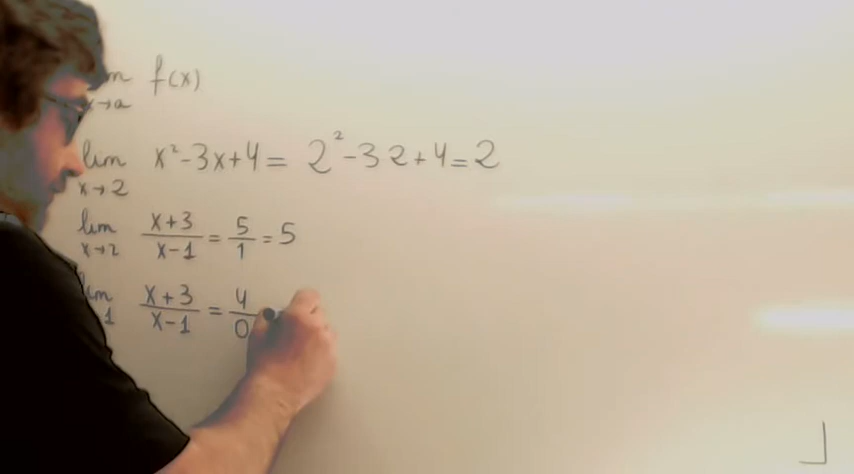 f(x)
x→a
lim x²-3x+4 = 2²-3 2+4=2
x→2
lim x+3/x-1 = 5/1 = 5
x→2
x+3/x-1 = 4/0
1